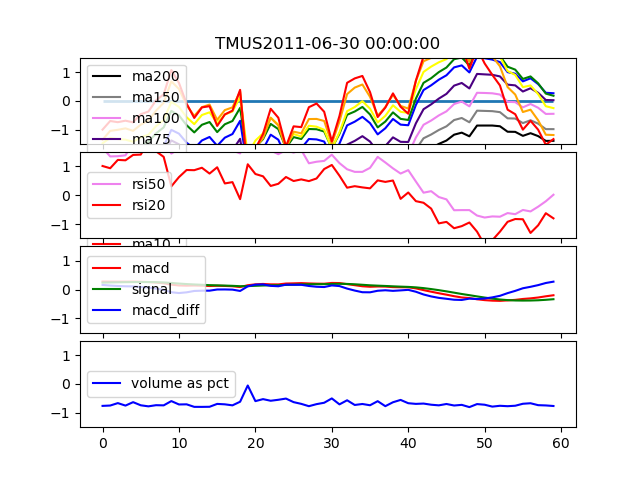 TMUS2011-06-30 00:00:00
1
0
−1
ma200
ma150
ma100
ma75
1
0
−1
rsi50
rsi20
ma10
1
0
−1
macd
signal
macd_diff
1
0
−1
volume as pct
0 10 20 30 40 50 60